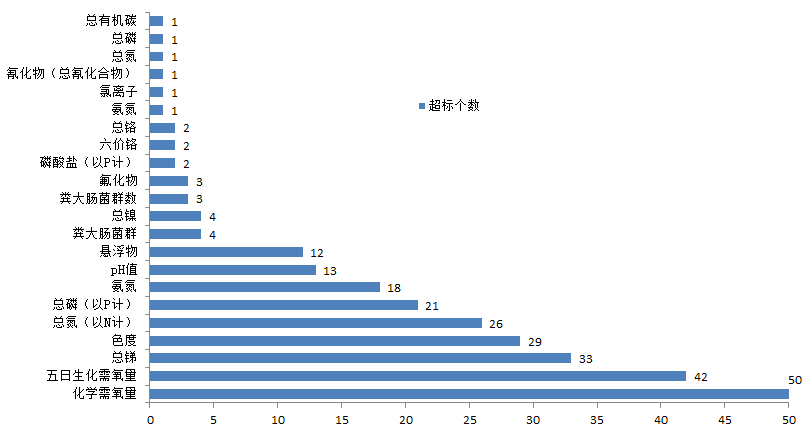 总有机碳 1
总磷 1
总氮 1
氰化物（总氰化合物） 1
氯离子 1
氨氮 1
总铬 2
六价铬 2
磷酸盐（以P计） 2
氟化物 3
粪大肠菌群数 3
总镍 4
粪大肠菌群 4
悬浮物 12
pH值 13
氨氮 18
总磷（以P计） 21
总氮（以N计） 26
色度 29
总锑 33
五日生化需氧量 42
化学需氧量 50
超标个数
0 5 10 15 20 25 30 35 40 45 50